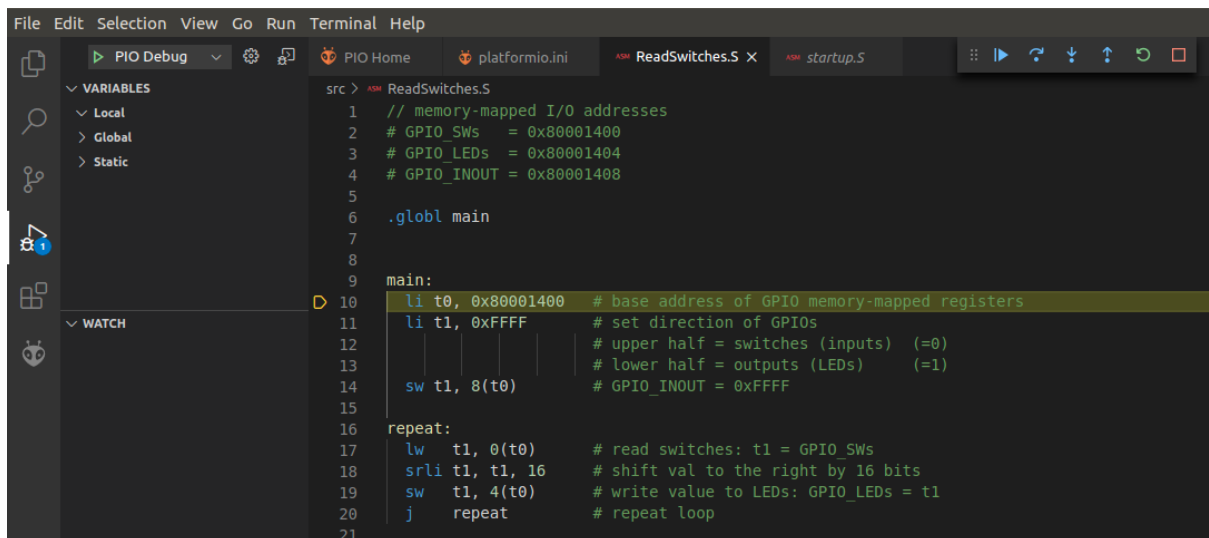 File Edit Selection View Go Run Terminal Help
PIO Debug
PIO Home
platformio.ini
ASM ReadSwitches.S
ASM startup.S
VARIABLES
Local
Global
Static
WATCH
1
src > ASM ReadSwitches.S
1 // memory-mapped I/O addresses
2 # GPIO_SWs   = 0x80001400
3 # GPIO_LEDs  = 0x80001404
4 # GPIO_INOUT = 0x80001408
5
6 .globl main
7
8
9 main:
10   li t0, 0x80001400   # base address of GPIO memory-mapped registers
11   li t1, 0xFFFF       # set direction of GPIOs
12                       # upper half = switches (inputs)  (=0)
13                       # lower half = outputs (LEDs)     (=1)
14   sw t1, 8(t0)        # GPIO_INOUT = 0xFFFF
15
16 repeat:
17   lw   t1, 0(t0)      # read switches: t1 = GPIO_SWs
18   srli t1, t1, 16     # shift val to the right by 16 bits
19   sw   t1, 4(t0)      # write value to LEDs: GPIO_LEDs = t1
20   j    repeat         # repeat loop
21